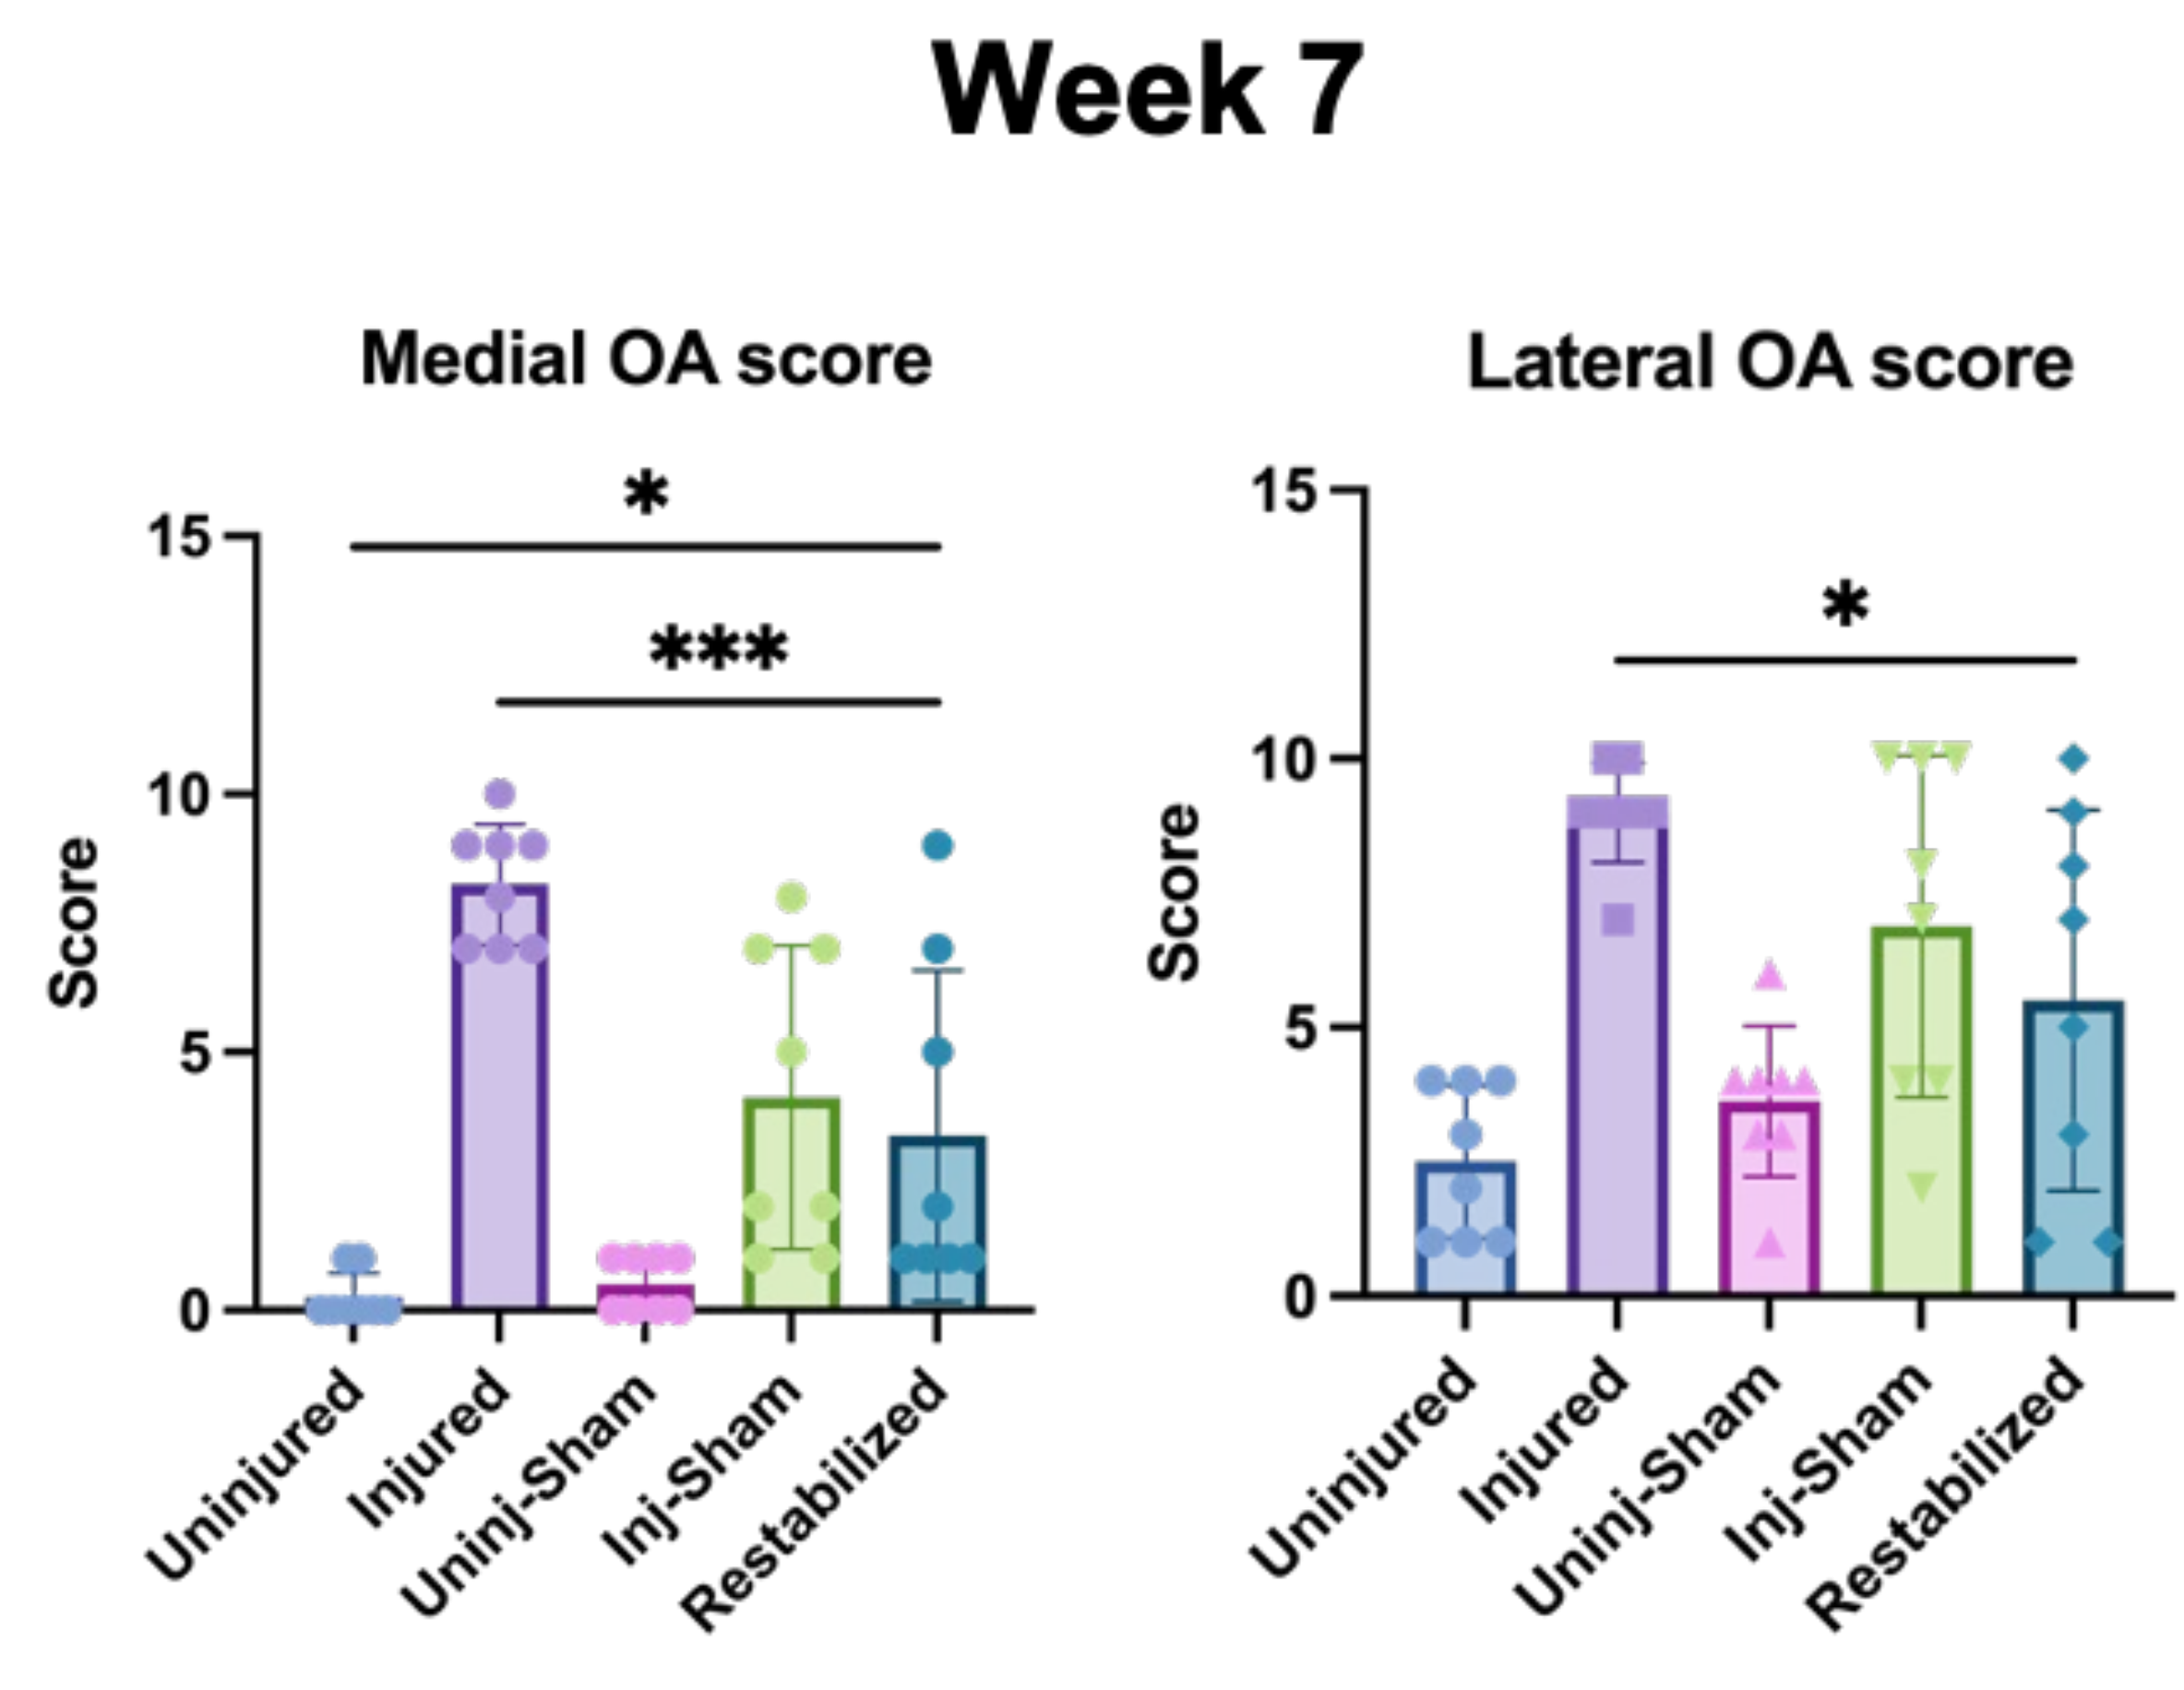 Week 7
Medial OA score
*
***
15
10
5
0
Score
Uninjured
Injured
Uninj-Sham
Inj-Sham
Restabilized
Lateral OA score
*
15
10
5
0
Score
Uninjured
Injured
Uninj-Sham
Inj-Sham
Restabilized